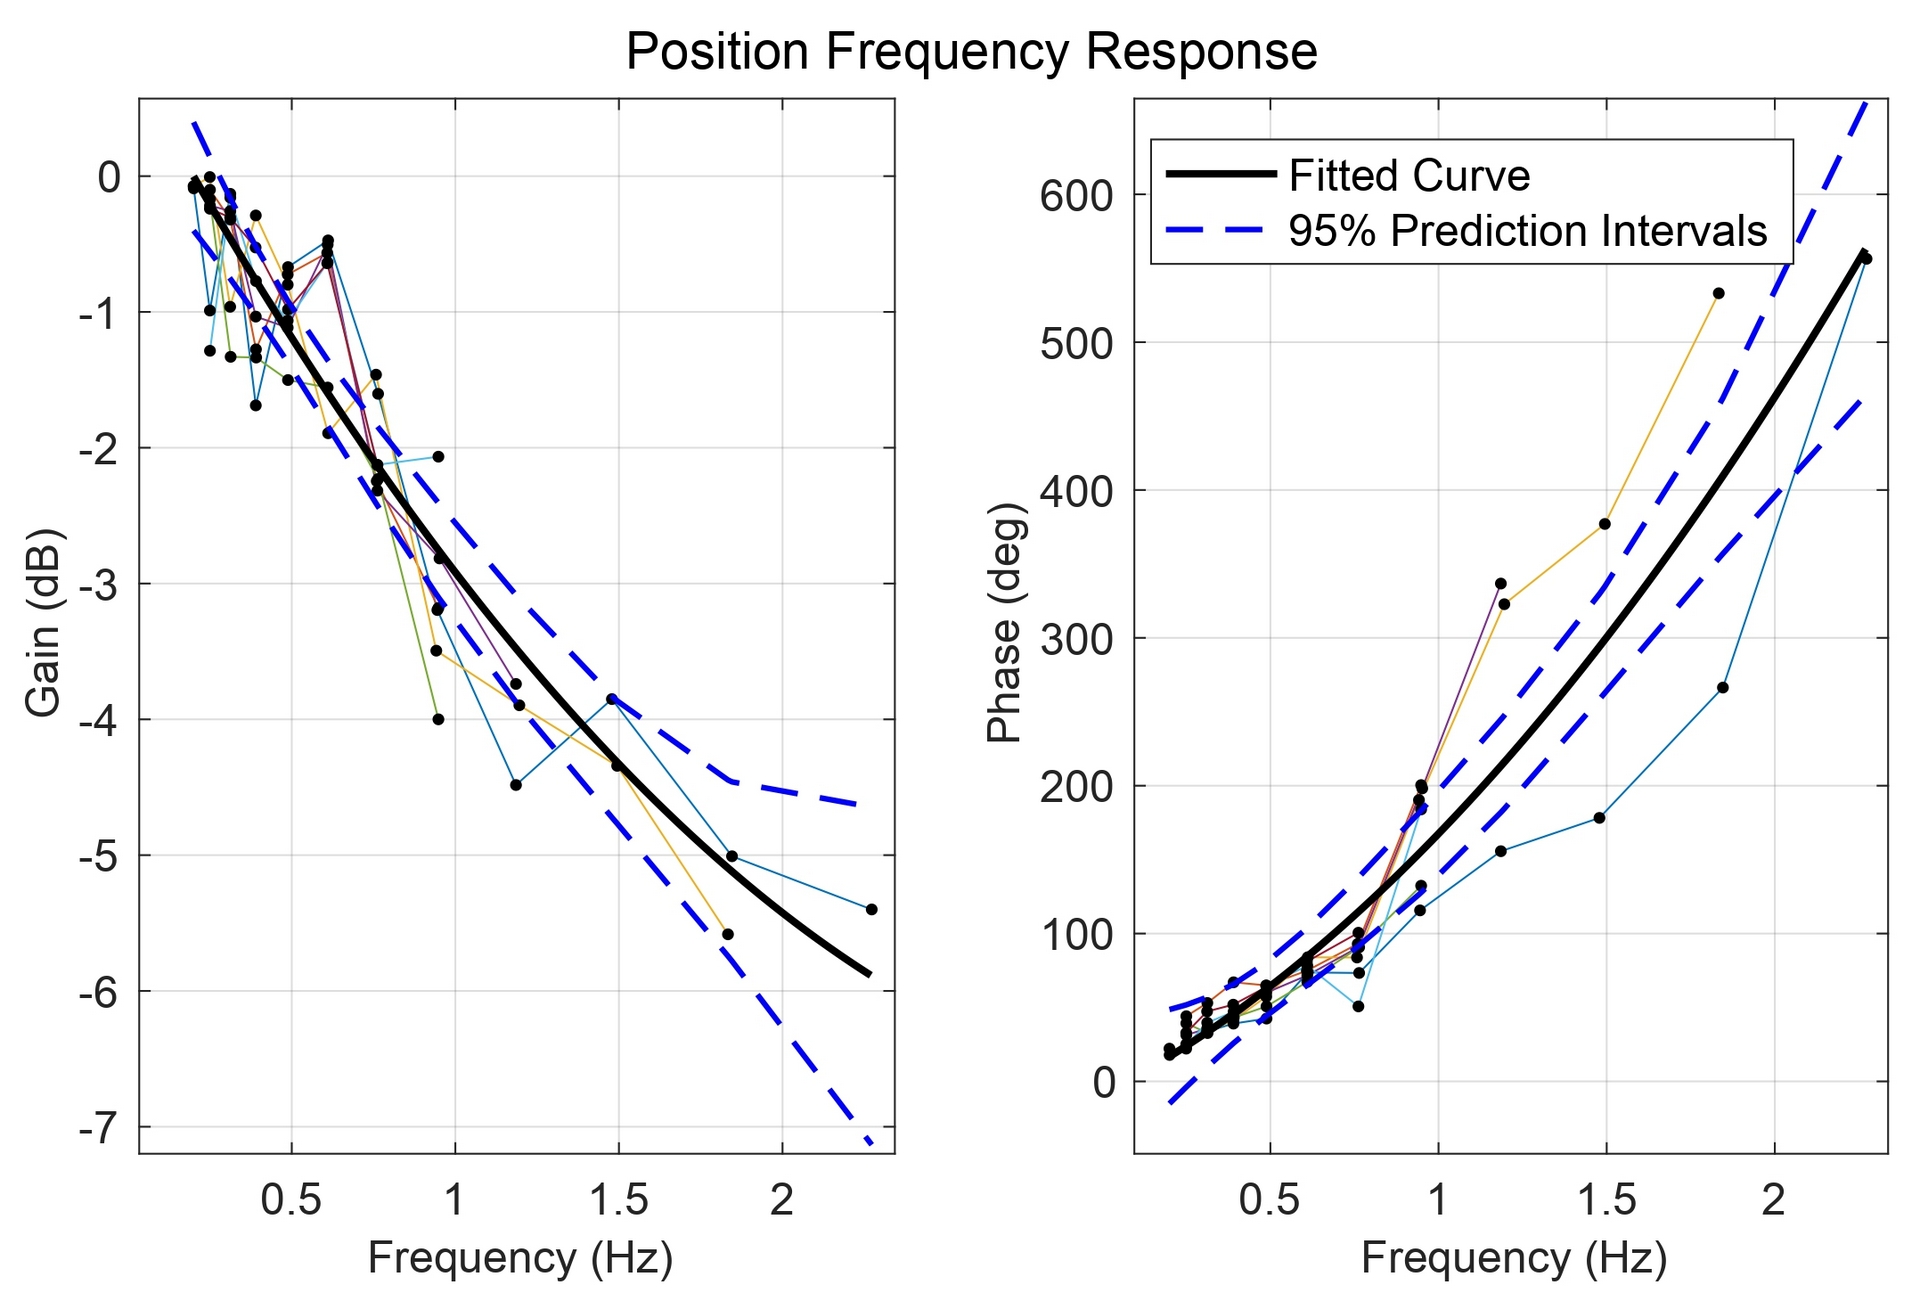 Position Frequency Response
0
-1
-2
-3
-4
-5
-6
-7
Gain (dB)
0.5 1 1.5 2
Frequency (Hz)
Fitted Curve
95% Prediction Intervals
600
500
400
300
200
100
0
Phase (deg)
0.5 1 1.5 2
Frequency (Hz)